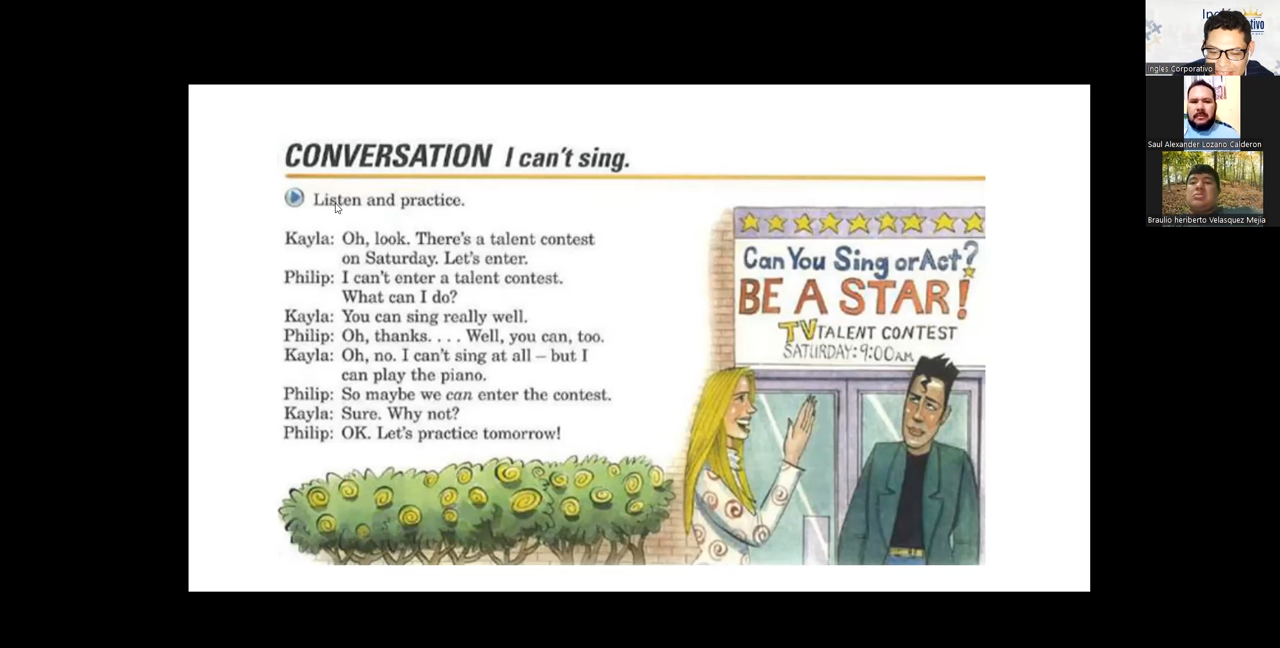 CONVERSATION I can't sing.
Listen and practice.
Kayla: Oh, look. There's a talent contest
on Saturday. Let's enter.
Philip: I can't enter a talent contest.
What can I do?
Kayla: You can sing really well.
Philip: Oh, thanks. . . . Well, you can, too.
Kayla: Oh, no. I can't sing at all – but I
can play the piano.
Philip: So maybe we can enter the contest.
Kayla: Sure. Why not?
Philip: OK. Let's practice tomorrow!
Can You Sing or Act?
BE A STAR!
TV TALENT CONTEST
SATURDAY: 9:00 AM
Ingles Corporativo
Saul Alexander Lozano Calderon
Braulio heriberto Velasquez Mejia